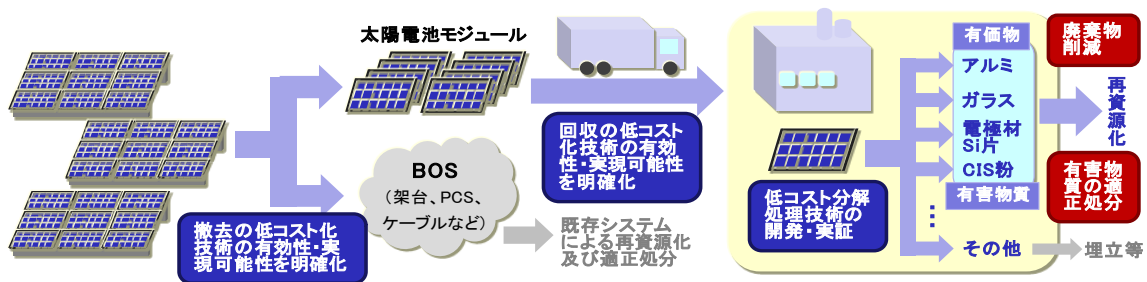 太陽電池モジュール
撤去の低コスト化
技術の有効性・実
現可能性を明確化
BOS
(架台、PCS、
ケーブルなど)
既存システム
による再資源化
及び適正処分
回収の低コスト
化技術の有効
性・実現可能性
を明確化
低コスト分解
処理技術の
開発・実証
有価物
アルミ
ガラス
電極材
Si片
CIS粉
有害物質
⋮
その他
埋立等
廃棄物
削減
再資源化
有害物
質の適
正処分